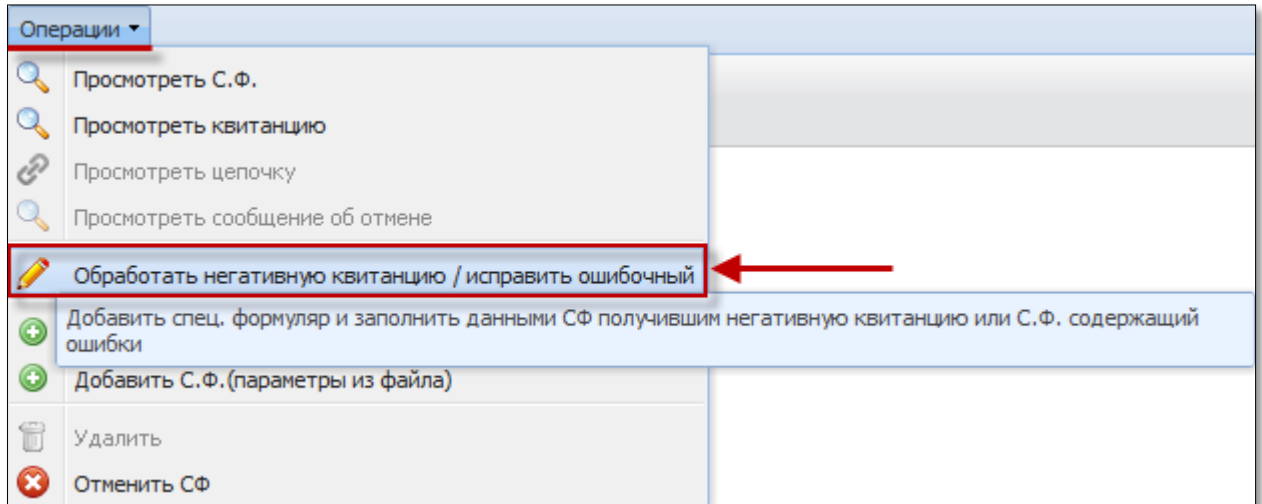 Операции
Просмотреть С.Ф.
Просмотреть квитанцию
Просмотреть цепочку
Просмотреть сообщение об отмене
Обработать негативную квитанцию / исправить ошибочный
Добавить спец. формуляр и заполнить данными СФ получившим негативную квитанцию или С.Ф. содержащий
ошибки
Добавить С.Ф.(параметры из файла)
Удалить
Отменить СФ